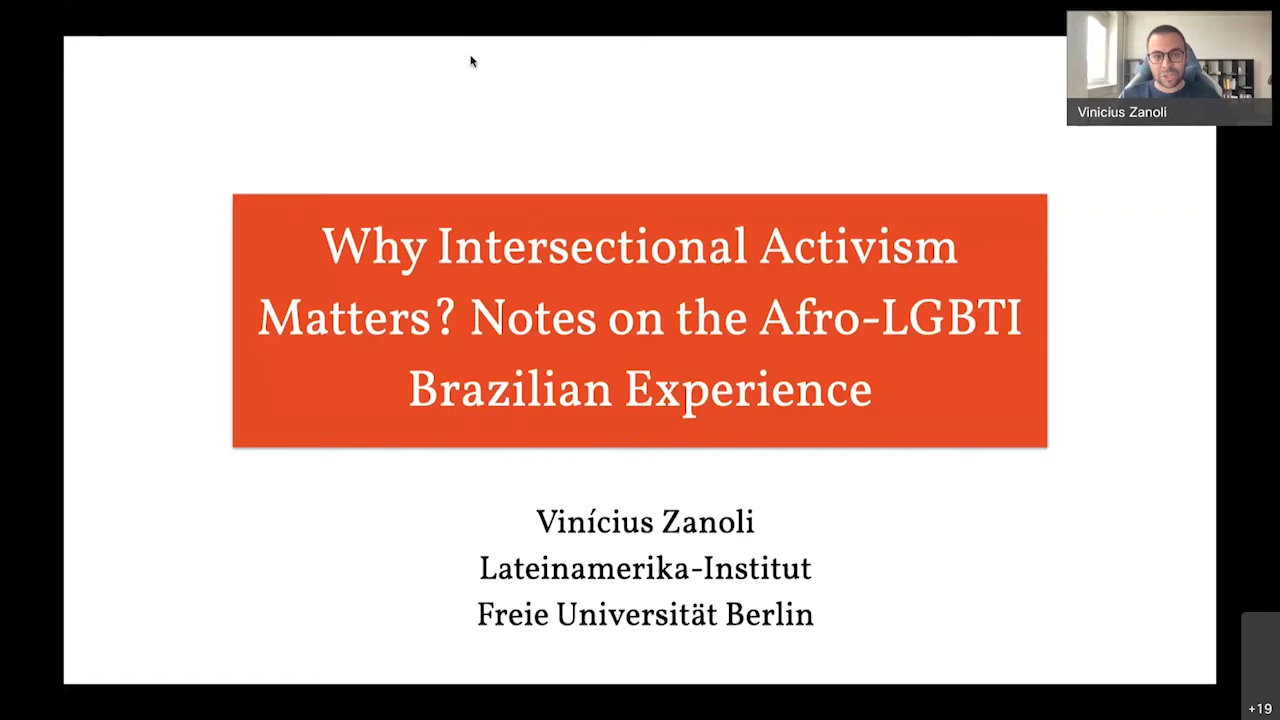 Vinicius Zanoli
Why Intersectional Activism
Matters? Notes on the Afro-LGBTI
Brazilian Experience
Vinícius Zanoli
Lateinamerika-Institut
Freie Universität Berlin
+19